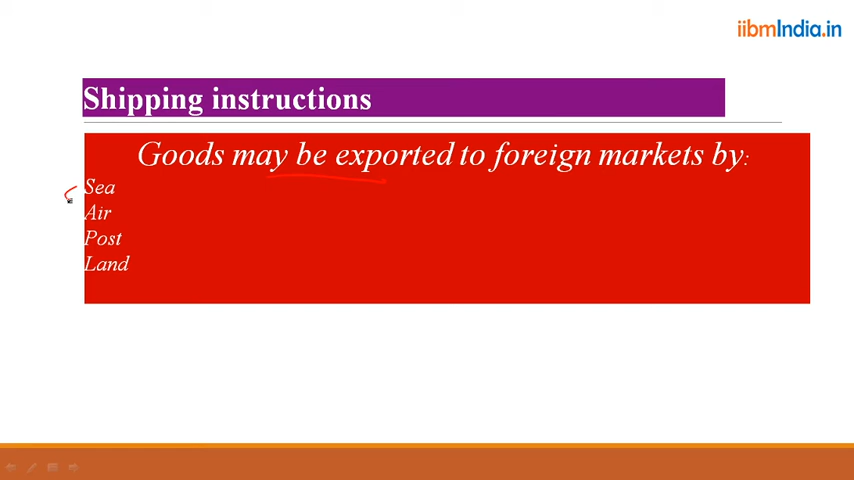 iibmIndia.in
Shipping instructions
Goods may be exported to foreign markets by:
Sea
Air
Post
Land